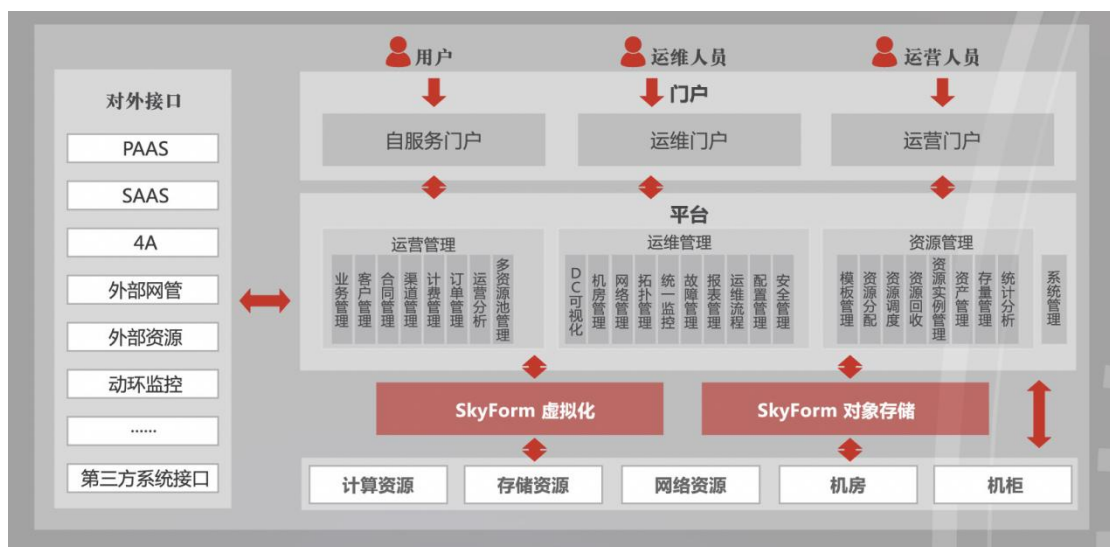 用户
运维人员
运营人员
对外接口
PAAS
SAAS
4A
外部网管
外部资源
动环监控
......
第三方系统接口
门户
自服务门户
运维门户
运营门户
平台
运营管理
业务管理
客户管理
合同管理
渠道管理
计费管理
订单管理
运营分析
多资源池管理
运维管理
DC可视化
机房管理
网络管理
拓扑管理
统一监控
故障管理
报表管理
运维流程
配置管理
安全管理
资源管理
模板管理
资源分配
资源调度
资源回收
资源实例管理
资产管理
存量管理
统计分析
系统管理
SkyForm 虚拟化
SkyForm 对象存储
计算资源
存储资源
网络资源
机房
机柜